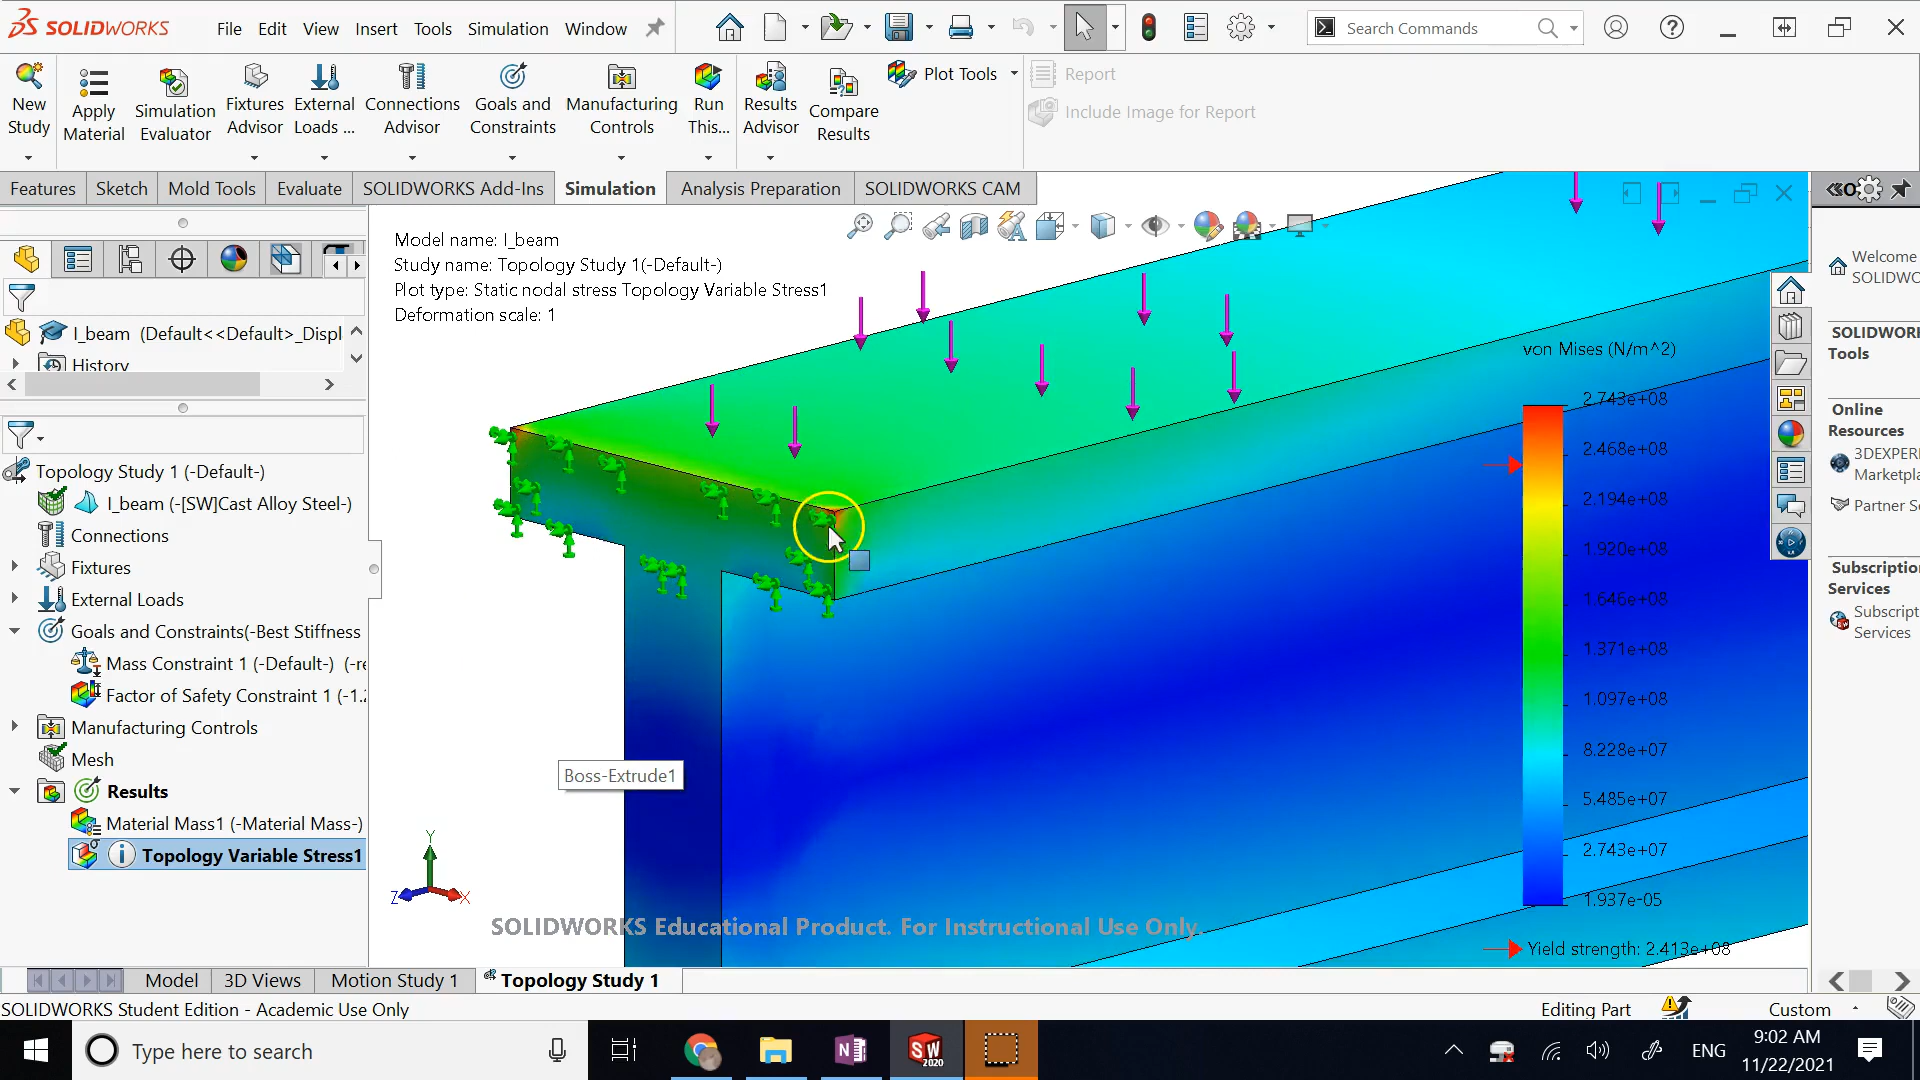 SOLIDWORKS
File Edit View Insert Tools Simulation Window
Search Commands
New Study
Apply Material
Simulation Evaluator
Fixtures Advisor
External Loads ...
Connections Advisor
Goals and Constraints
Manufacturing Controls
Run This...
Results Advisor
Compare Results
Plot Tools
Report
Include Image for Report
Features Sketch Mold Tools Evaluate SOLIDWORKS Add-Ins Simulation Analysis Preparation SOLIDWORKS CAM
I_beam (Default<<Default>_Displ
History
Topology Study 1 (-Default-)
I_beam (-[SW]Cast Alloy Steel-)
Connections
Fixtures
External Loads
Goals and Constraints(-Best Stiffness
Mass Constraint 1 (-Default-) (-re
Factor of Safety Constraint 1 (-1.2
Manufacturing Controls
Mesh
Results
Material Mass1 (-Material Mass-)
Topology Variable Stress1
Model name: I_beam
Study name: Topology Study 1(-Default-)
Plot type: Static nodal stress Topology Variable Stress1
Deformation scale: 1
Boss-Extrude1
Y
Z
X
SOLIDWORKS Educational Product. For Instructional Use Only.
von Mises (N/m^2)
2.743e+08
2.468e+08
2.194e+08
1.920e+08
1.646e+08
1.371e+08
1.097e+08
8.228e+07
5.485e+07
2.743e+07
1.937e-05
Yield strength: 2.413e+08
Welcome
SOLIDWO
SOLIDWOR
Tools
Online
Resources
3DEXPERI
Marketpla
Partner So
Subscription
Services
Subscript
Services
Model 3D Views Motion Study 1 Topology Study 1
SOLIDWORKS Student Edition - Academic Use Only
Editing Part
Custom
Type here to search
SW
2020
ENG
9:02 AM
11/22/2021